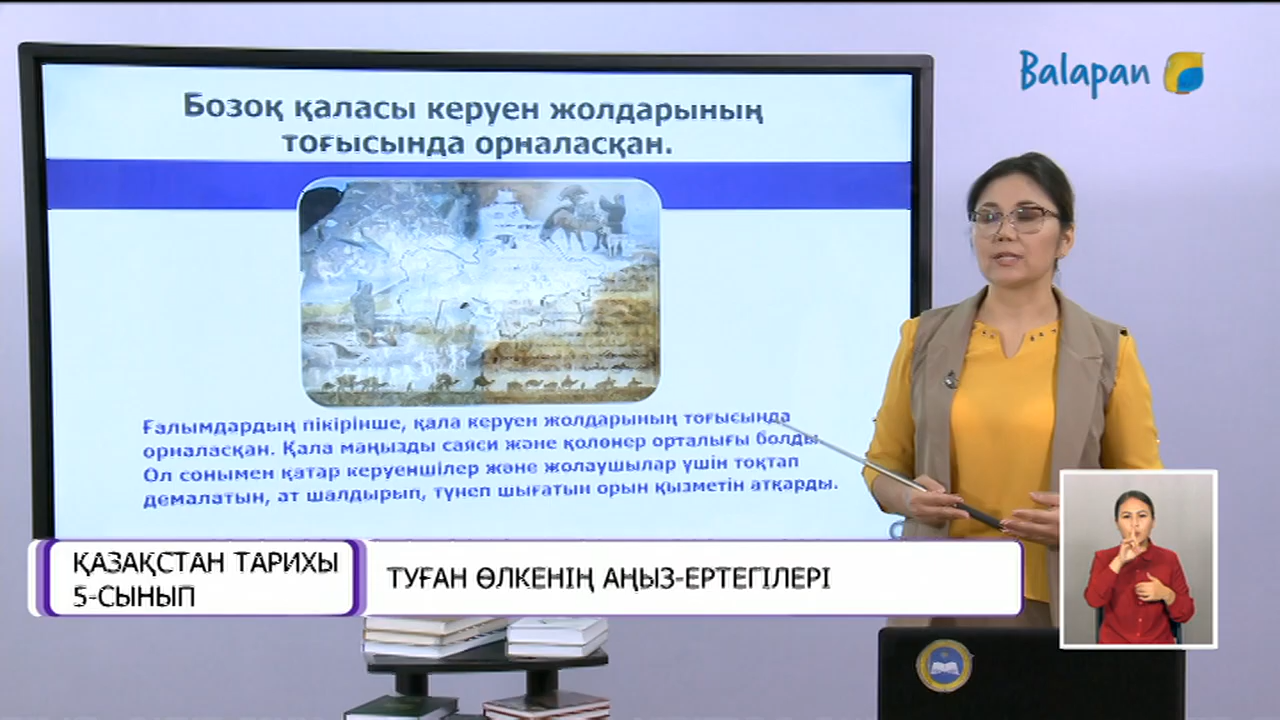 Balapan
Бозоқ қаласы керуен жолдарының
тоғысында орналасқан.
Ғалымдардың пікірінше, қала керуен жолдарының тоғысында
орналасқан. Қала маңызды саяси және қолөнер орталығы болды
Ол сонымен қатар керуеншілер және жолаушылар үшін тоқтап
демалатын, ат шалдырып, түнеп шығатын орын қызметін атқарды.
ҚАЗАҚСТАН ТАРИХЫ
5-СЫНЫП
ТУҒАН ӨЛКЕНІҢ АҢЫЗ-ЕРТЕГІЛЕРІ